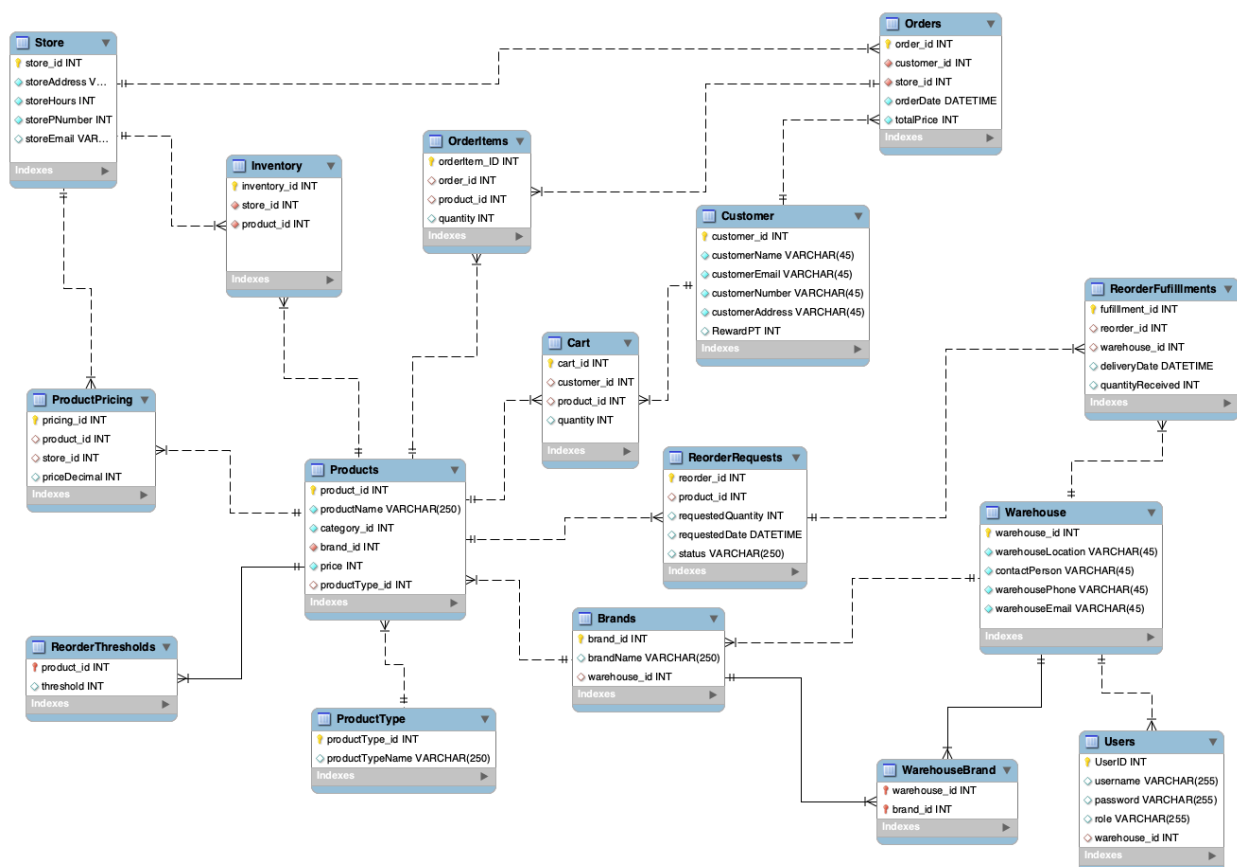 Store
store_id INT
storeAddress V...
storeHours INT
storePNumber INT
storeEmail VAR...
Indexes
Orders
order_id INT
customer_id INT
store_id INT
orderDate DATETIME
totalPrice INT
Indexes
Inventory
inventory_id INT
store_id INT
product_id INT
Indexes
OrderItems
orderItem_ID INT
order_id INT
product_id INT
quantity INT
Indexes
Customer
customer_id INT
customerName VARCHAR(45)
customerEmail VARCHAR(45)
customerNumber VARCHAR(45)
customerAddress VARCHAR(45)
RewardPT INT
Indexes
ReorderFufilllments
fufilllment_id INT
reorder_id INT
warehouse_id INT
deliveryDate DATETIME
quantityReceived INT
Indexes
Cart
cart_id INT
customer_id INT
product_id INT
quantity INT
Indexes
ProductPricing
pricing_id INT
product_id INT
store_id INT
priceDecimal INT
Indexes
Products
product_id INT
productName VARCHAR(250)
category_id INT
brand_id INT
price INT
productType_id INT
Indexes
ReorderRequests
reorder_id INT
product_id INT
requestedQuantity INT
requestedDate DATETIME
status VARCHAR(250)
Indexes
Warehouse
warehouse_id INT
warehouseLocation VARCHAR(45)
contactPerson VARCHAR(45)
warehousePhone VARCHAR(45)
warehouseEmail VARCHAR(45)
Indexes
ReorderThresholds
product_id INT
threshold INT
Indexes
Brands
brand_id INT
brandName VARCHAR(250)
warehouse_id INT
Indexes
ProductType
productType_id INT
productTypeName VARCHAR(250)
Indexes
WarehouseBrand
warehouse_id INT
brand_id INT
Indexes
Users
UserID INT
username VARCHAR(255)
password VARCHAR(255)
role VARCHAR(255)
warehouse_id INT
Indexes